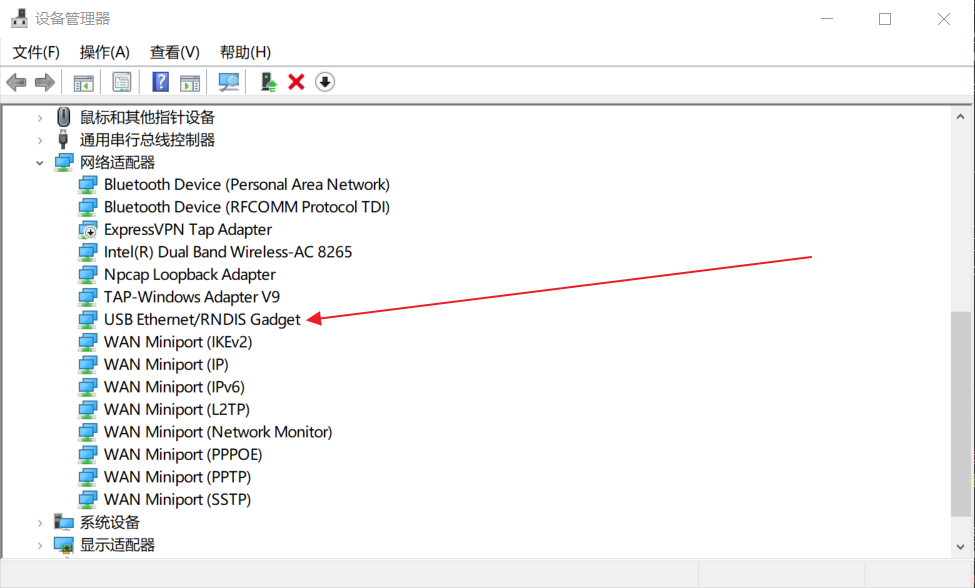 设备管理器
文件(F) 操作(A) 查看(V) 帮助(H)
鼠标和其他指针设备
通用串行总线控制器
网络适配器
Bluetooth Device (Personal Area Network)
Bluetooth Device (RFCOMM Protocol TDI)
ExpressVPN Tap Adapter
Intel(R) Dual Band Wireless-AC 8265
Npcap Loopback Adapter
TAP-Windows Adapter V9
USB Ethernet/RNDIS Gadget
WAN Miniport (IKEv2)
WAN Miniport (IP)
WAN Miniport (IPv6)
WAN Miniport (L2TP)
WAN Miniport (Network Monitor)
WAN Miniport (PPPOE)
WAN Miniport (PPTP)
WAN Miniport (SSTP)
系统设备
显示适配器